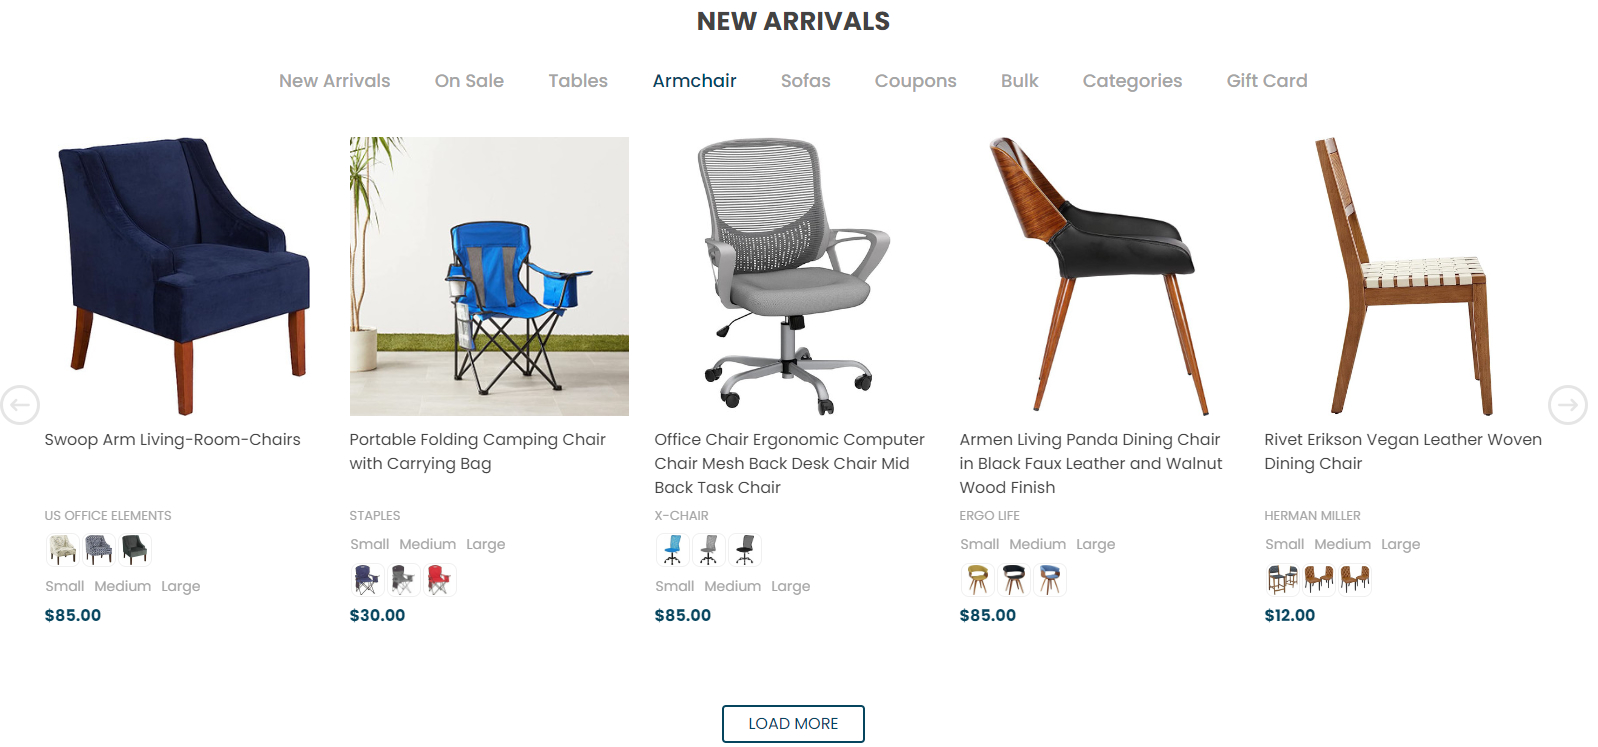 NEW ARRIVALS
New Arrivals On Sale Tables Armchair Sofas Coupons Bulk Categories Gift Card
Swoop Arm Living-Room-Chairs
US OFFICE ELEMENTS
Small Medium Large
$85.00
Portable Folding Camping Chair
with Carrying Bag
STAPLES
Small Medium Large
$30.00
Office Chair Ergonomic Computer
Chair Mesh Back Desk Chair Mid
Back Task Chair
X-CHAIR
Small Medium Large
$85.00
Armen Living Panda Dining Chair
in Black Faux Leather and Walnut
Wood Finish
ERGO LIFE
Small Medium Large
$85.00
Rivet Erikson Vegan Leather Woven
Dining Chair
HERMAN MILLER
Small Medium Large
$12.00
LOAD MORE